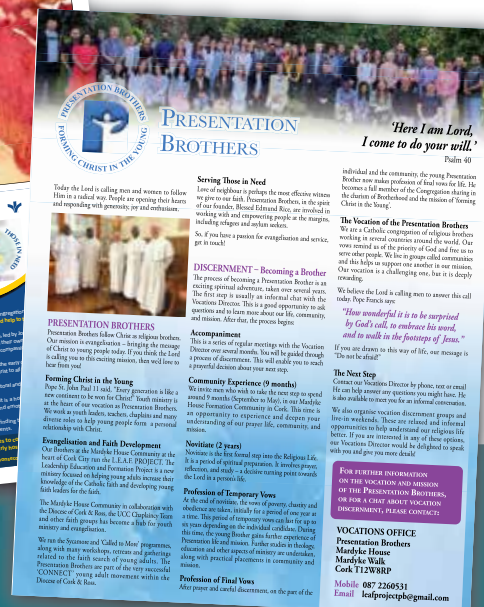 PRESENTATION BROTHERS
FORMING CHRIST IN THE YOUNG
PRESENTATION
BROTHERS
'Here I am Lord,
I come to do your will.'
Psalm 40
Today the Lord is calling men and women to follow
Him in a radical way. People are opening their hearts
and responding with generosity, joy and enthusiasm.
PRESENTATION BROTHERS
Presentation Brothers follow Christ as religious brothers.
Our mission is evangelisation – bringing the message
of Christ to young people today. If you think the Lord
is calling you to this exciting mission, then we'd love to
hear from you!
Forming Christ in the Young
Pope St. John Paul 11 said, "Every generation is like a
new continent to be won for Christ!" Youth ministry is
at the heart of our vocation as Presentation Brothers.
We work as youth leaders, teachers, chaplains and many
diverse roles to help young people form a personal
relationship with Christ.
Evangelisation and Faith Development
Our Brothers at the Mardyke House Community in the
heart of Cork City run the L.E.A.F. PROJECT. The
Leadership Education and Formation Project is a new
ministry focused on helping young adults increase their
knowledge of the Catholic faith and developing young
faith leaders for the faith.
The Mardyke House Community in collaboration with
the Diocese of Cork & Ross, the UCC Chaplaincy Team
and other faith groups has become a hub for youth
ministry and evangelisation.
We run the Sycamore and 'Called to More' programmes,
along with many workshops, retreats and gatherings
related to the faith search of young adults. The
Presentation Brothers are part of the very successful
'CONNECT' young adult movement within the
Diocese of Cork & Ross.
Serving Those in Need
Love of neighbour is perhaps the most effective witness
we give to our faith. Presentation Brothers, in the spirit
of our founder, Blessed Edmund Rice, are involved in
working with and empowering people at the margins,
including refugees and asylum seekers.
So, if you have a passion for evangelisation and service,
get in touch!
DISCERNMENT – Becoming a Brother
The process of becoming a Presentation Brother is an
exciting spiritual adventure, taken over several years.
The first step is usually an informal chat with the
Vocations Director. This is a good opportunity to ask
questions and to learn more about our life, community,
and mission. After that, the process begins:
Accompaniment
This is a series of regular meetings with the Vocation
Director over several months. You will be guided through
a process of discernment. This will enable you to reach
a prayerful decision about your next step.
Community Experience (9 months)
We invite men who wish to take the next step to spend
around 9 months (September to May), in our Mardyke
House Formation Community in Cork. This time is
an opportunity to experience and deepen your
understanding of our prayer life, community, and
mission.
Novitiate (2 years)
Novitiate is the first formal step into the Religious Life.
It is a period of spiritual preparation. It involves prayer,
reflection, and study – a decisive turning point towards
the Lord in a person's life.
Profession of Temporary Vows
At the end of novitiate, the vows of poverty, chastity and
obedience are taken, initially for a period of one year at
a time. This period of temporary vows can last for up to
six years depending on the individual candidate. During
this time, the young Brother gains further experience of
Presentation life and mission. Further studies in theology,
education and other aspects of ministry are undertaken,
along with practical placements in community and
mission.
Profession of Final Vows
After prayer and careful discernment, on the part of the
individual and the community, the young Presentation
Brother now makes profession of final vows for life. He
becomes a full member of the Congregation sharing in
the charism of Brotherhood and the mission of 'Forming
Christ in the Young'.
The Vocation of the Presentation Brothers
We are a Catholic congregation of religious brothers
working in several countries around the world. Our
vows remind us of the priority of God and free us to
serve other people. We live in groups called communities
and this helps us support one another in our mission.
Our vocation is a challenging one, but it is deeply
rewarding.
We believe the Lord is calling men to answer this call
today. Pope Francis says:
"How wonderful it is to be surprised
by God's call, to embrace his word,
and to walk in the footsteps of Jesus."
If you are drawn to this way of life, our message is
"Do not be afraid!"
The Next Step
Contact our Vocations Director by phone, text or email
He can help answer any questions you might have. He
is also available to meet you for an informal conversation.
We also organise vocation discernment groups and
live-in weekends. These are relaxed and informal
opportunities to help understand our religious life
better. If you are interested in any of these options,
our Vocations Director would be delighted to speak
with you and give you more details!
FOR FURTHER INFORMATION
ON THE VOCATION AND MISSION
OF THE PRESENTATION BROTHERS,
OR FOR A CHAT ABOUT VOCATION
DISCERNMENT, PLEASE CONTACT:
VOCATIONS OFFICE
Presentation Brothers
Mardyke House
Mardyke Walk
Cork T12W8RP
Mobile 087 2260531
Email leafprojectpb@gmail.com